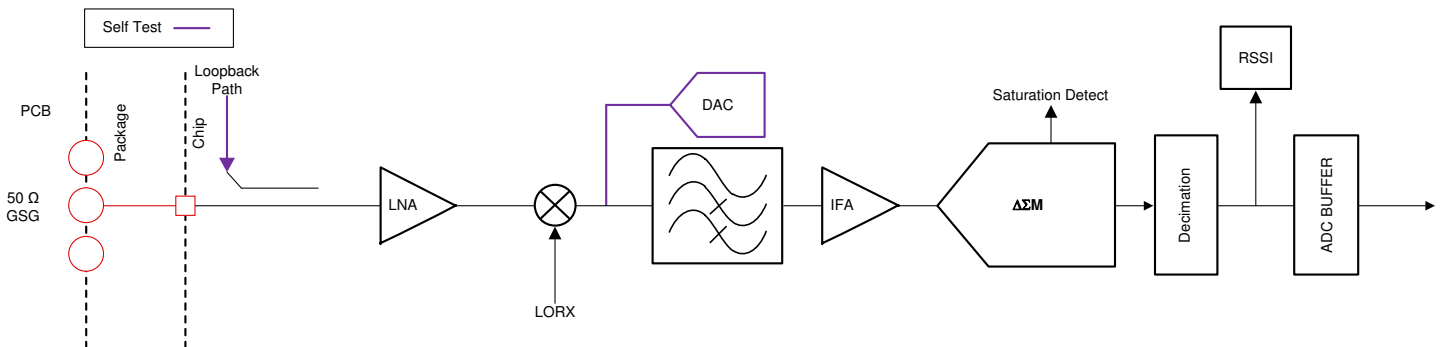 Self Test
Loopback
Path
PCB
Package
Chip
50 Ω
GSG
LNA
LORX
DAC
IFA
Saturation Detect
ΔΣM
Decimation
RSSI
ADC BUFFER